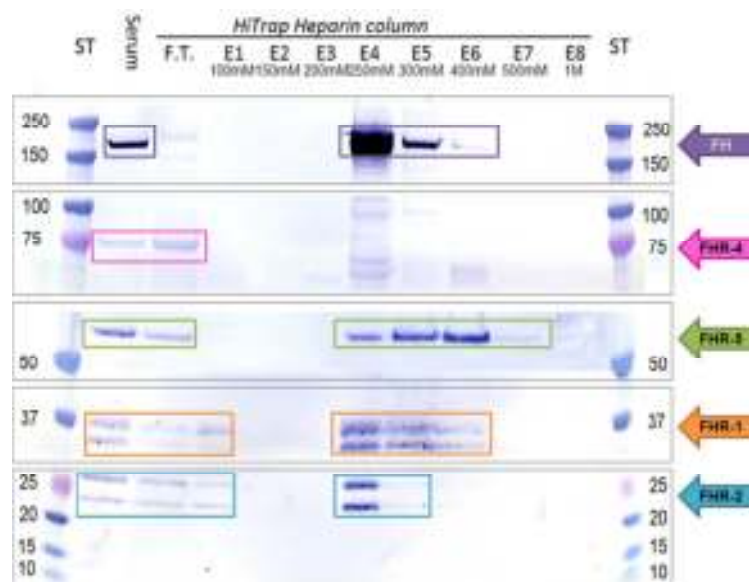 HiTrap Heparin column
ST Serum F.T. E1 E2 E3 E4 E5 E6 E7 E8 ST
100mM 150mM 200mM 250mM 300mM 400mM 500mM 1M
250 250
FH
150 150
100 100
75 75
FHR-4
FHR-5
50 50
37 37
FHR-1
25 25
FHR-2
20 20
15 15
10 10